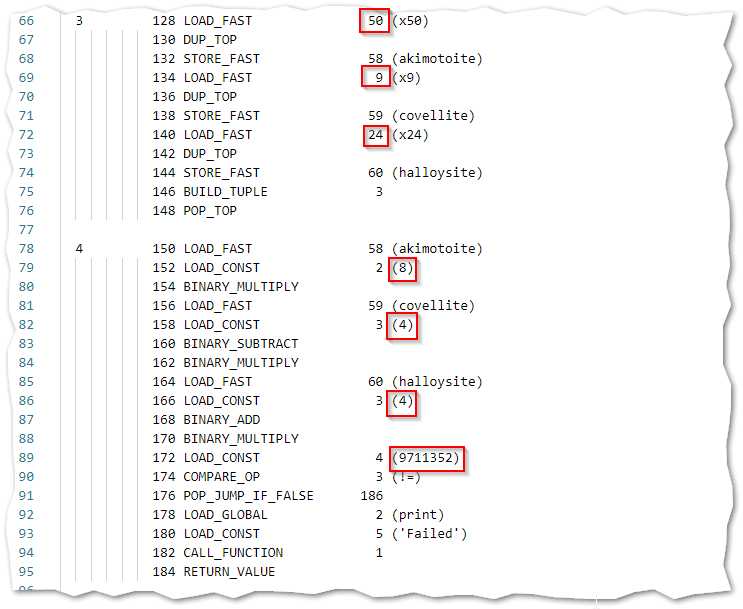 66 3 128 LOAD_FAST 50 (x50)
67 130 DUP_TOP
68 132 STORE_FAST 58 (akimotoite)
69 134 LOAD_FAST 9 (x9)
70 136 DUP_TOP
71 138 STORE_FAST 59 (covellite)
72 140 LOAD_FAST 24 (x24)
73 142 DUP_TOP
74 144 STORE_FAST 60 (halloysite)
75 146 BUILD_TUPLE 3
76 148 POP_TOP
77
78 4 150 LOAD_FAST 58 (akimotoite)
79 152 LOAD_CONST 2 (8)
80 154 BINARY_MULTIPLY
81 156 LOAD_FAST 59 (covellite)
82 158 LOAD_CONST 3 (4)
83 160 BINARY_SUBTRACT
84 162 BINARY_MULTIPLY
85 164 LOAD_FAST 60 (halloysite)
86 166 LOAD_CONST 3 (4)
87 168 BINARY_ADD
88 170 BINARY_MULTIPLY
89 172 LOAD_CONST 4 (9711352)
90 174 COMPARE_OP 3 (!=)
91 176 POP_JUMP_IF_FALSE 186
92 178 LOAD_GLOBAL 2 (print)
93 180 LOAD_CONST 5 ('Failed')
94 182 CALL_FUNCTION 1
95 184 RETURN_VALUE